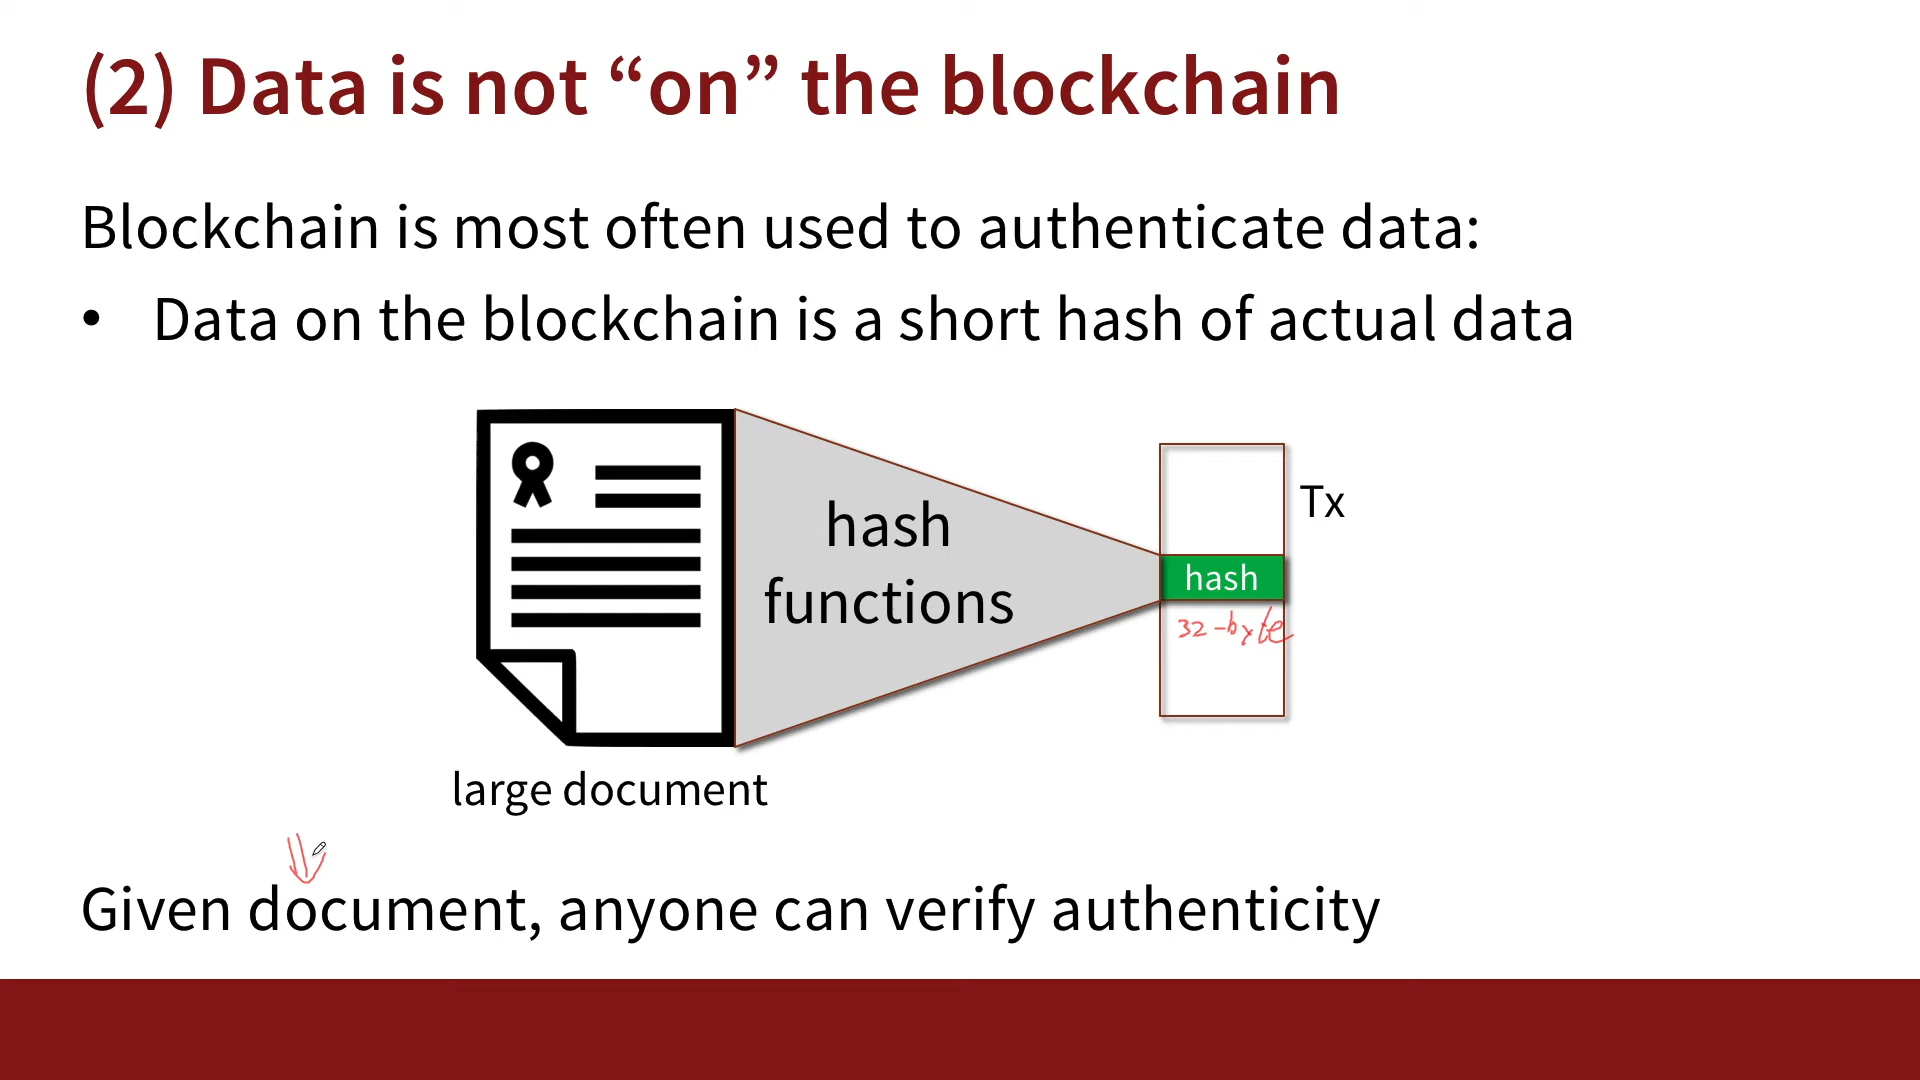 (2) Data is not “on” the blockchain
Blockchain is most often used to authenticate data:
• Data on the blockchain is a short hash of actual data
hash
functions
Tx
hash
32-byte
large document
Given document, anyone can verify authenticity